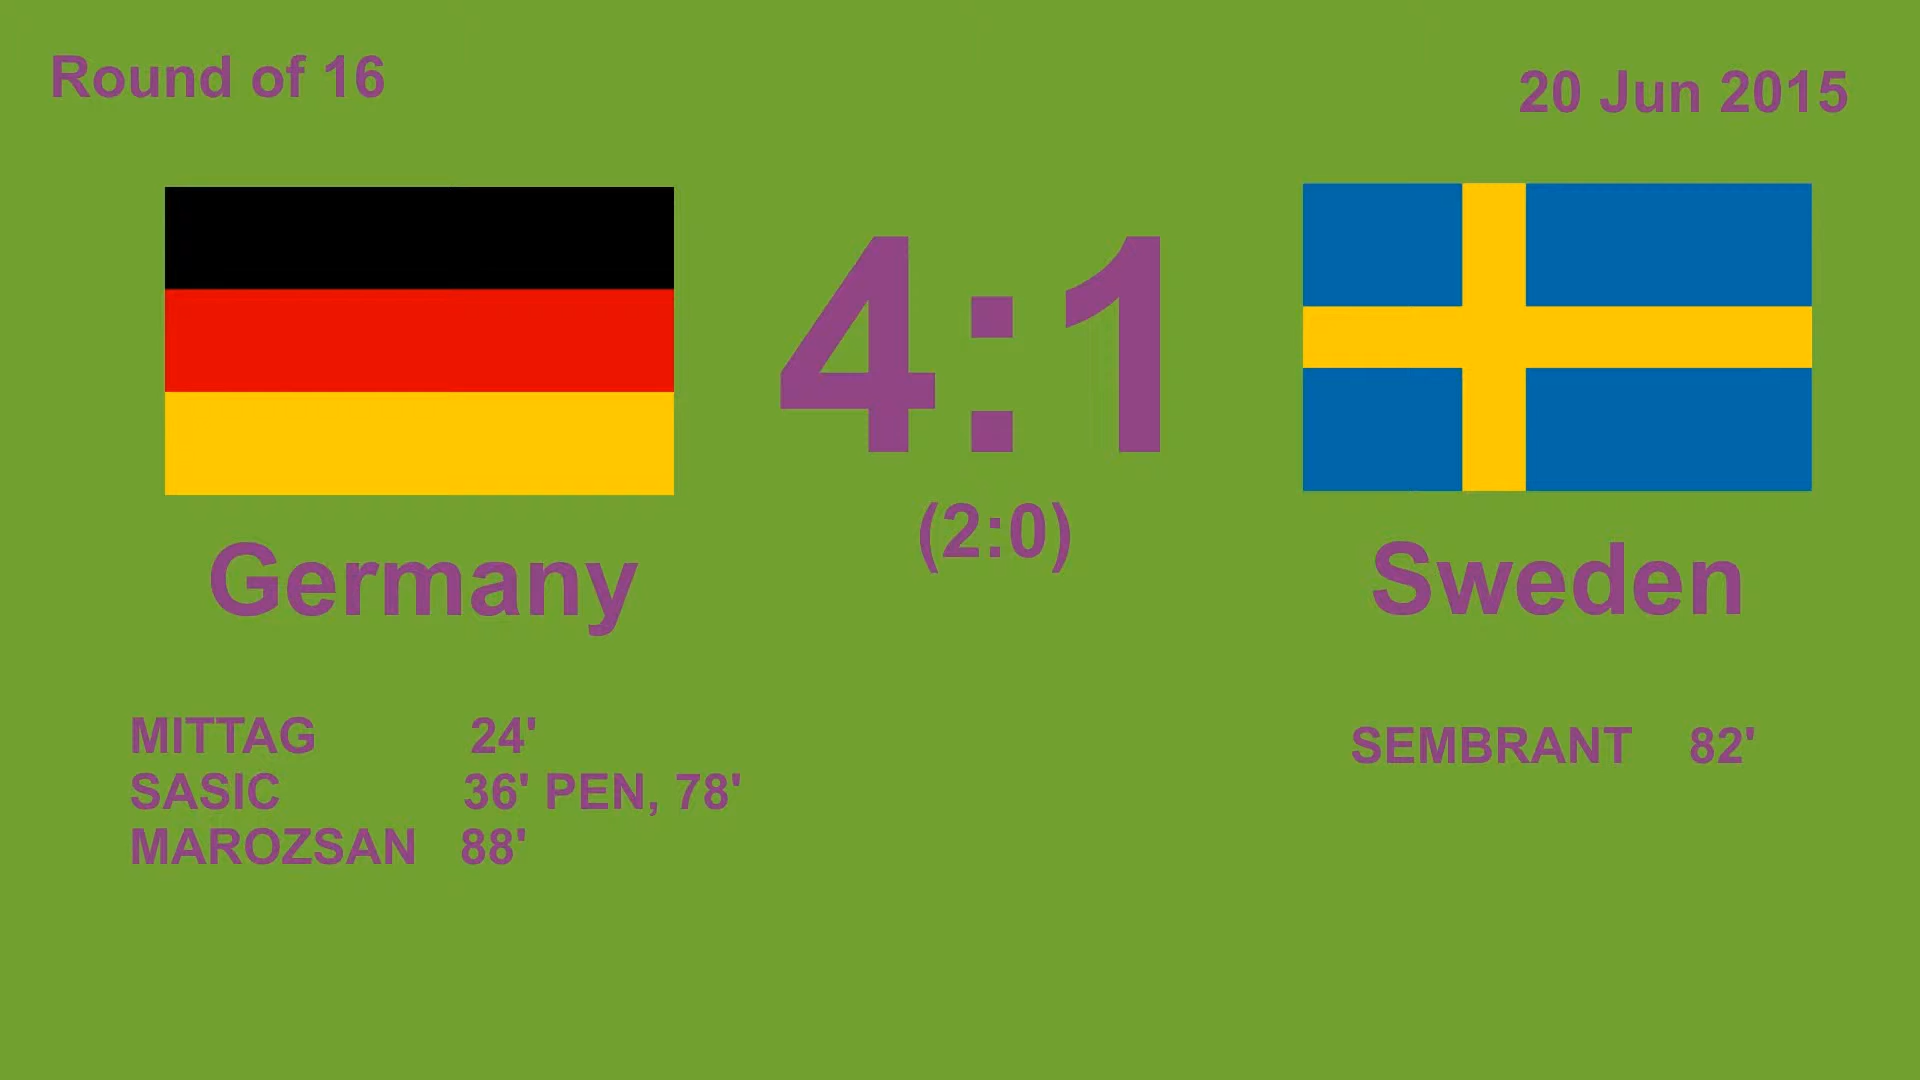 Round of 16
20 Jun 2015
4:1
(2:0)
Germany
Sweden
MITTAG 24'
SASIC 36' PEN, 78'
MAROZSAN 88'
SEMBRANT 82'